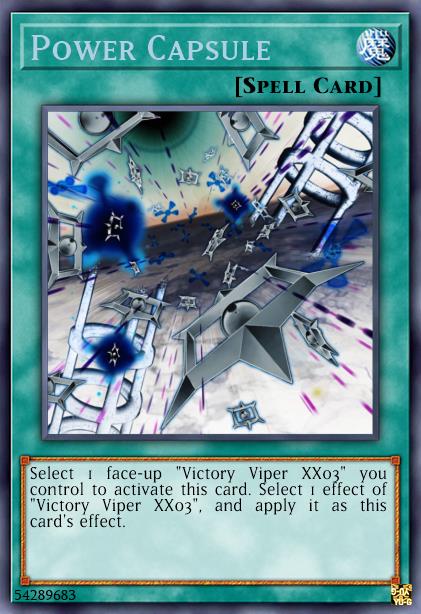 Power Capsule
魔
[Spell Card]
Select 1 face-up "Victory Viper XX03" you
control to activate this card. Select 1 effect of
"Victory Viper XX03", and apply it as this
card's effect.
54289683